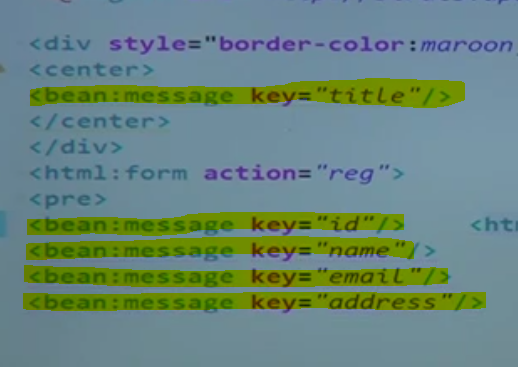 <div style="border-color:maroon
<center>
<bean:message key="title"/>
</center>
</div>
<html:form action="reg">
<pre>
<bean:message key="id"/> <ht
<bean:message key="name"/>
<bean:message key="email"/>
<bean:message key="address"/>